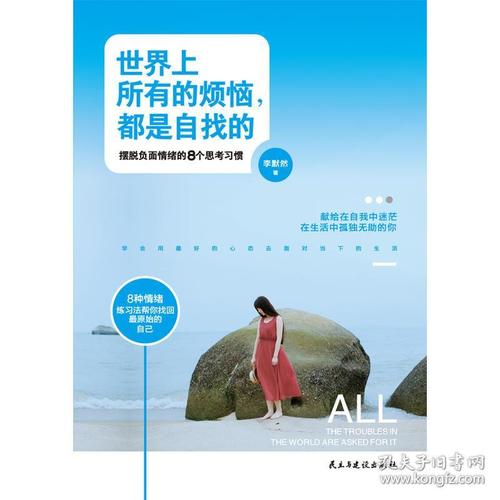 世界上
所有的烦恼，
都是自找的
摆脱负面情绪的8个思考习惯
李默然
著
献给在自我中迷茫
在生活中孤独无助的你
学会用最好的心态去面对当下的生活
8种情绪
练习法帮你找回
最原始的
自己
ALL
THE TROUBLES IN
THE WORLD ARE ASKED FOR IT
民主与建设出版社
孔夫子旧书网
www.kongfz.com